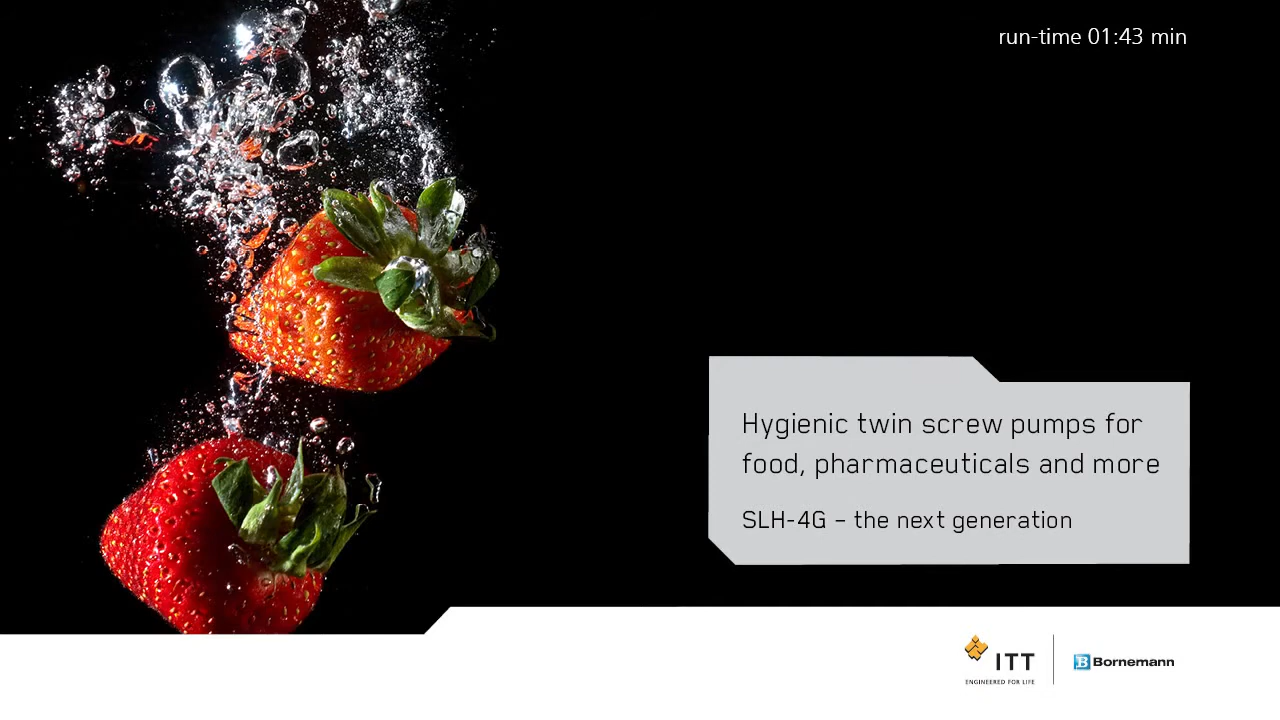 run-time 01:43 min
Hygienic twin screw pumps for
food, pharmaceuticals and more
SLH-4G – the next generation
ITT
ENGINEERED FOR LIFE
B Bornemann